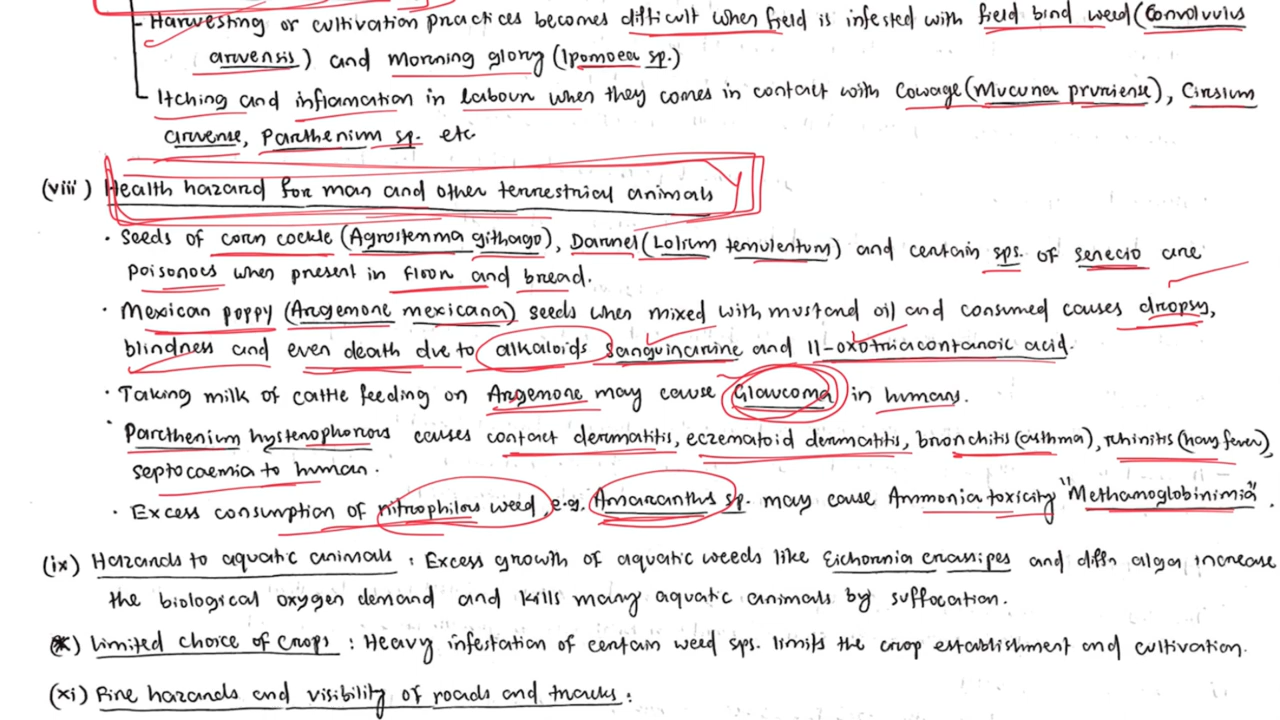 Harvesting or cultivation practices becomes difficult when field is infested with field bind weed (Convolvulus
arvensis) and Morning glory (Ipomoea sp.)
Itching and inflamation in labour when they comes in contact with Cowage (Mucuna pruriense), Cirsium
arvense, Parthenium sp. etc
(viii) Health hazard for man and other terrestrial animals
· Seeds of corn cockle (Agrostemma githago), Darnel (Lolium temulentum) and certain sps. of senecio are
poisonous when present in floor and bread.
· Mexican poppy (Argemone mexicana) seeds when mixed with mustard oil and consumed causes dropsy,
blindness and even death due to alkaloids sanguinarine and 11-oxotriacontanoic acid.
· Taking milk of cattle feeding on Argemone may cause Glaucoma in humans.
· Parthenium hysterophorous causes contact dermatitis, eczematoid dermatitis, bronchitis (asthma), rhinitis (hay fever),
septocaemia to human.
· Excess consumption of nitrophilous weed, e.g. Amaranthus sp. may cause Ammonia toxicity "Methamoglobinimia".
(ix) Hazards to aquatic animals : Excess growth of aquatic weeds like Eichornia crassipes and diffn alga increase
the biological oxygen demand and kills many aquatic animals by suffocation.
(x) Limited choice of crops : Heavy infestation of certain weed sps. limits the crop establishment and cultivation.
(xi) Fire hazards and visibility of roads and tracks :